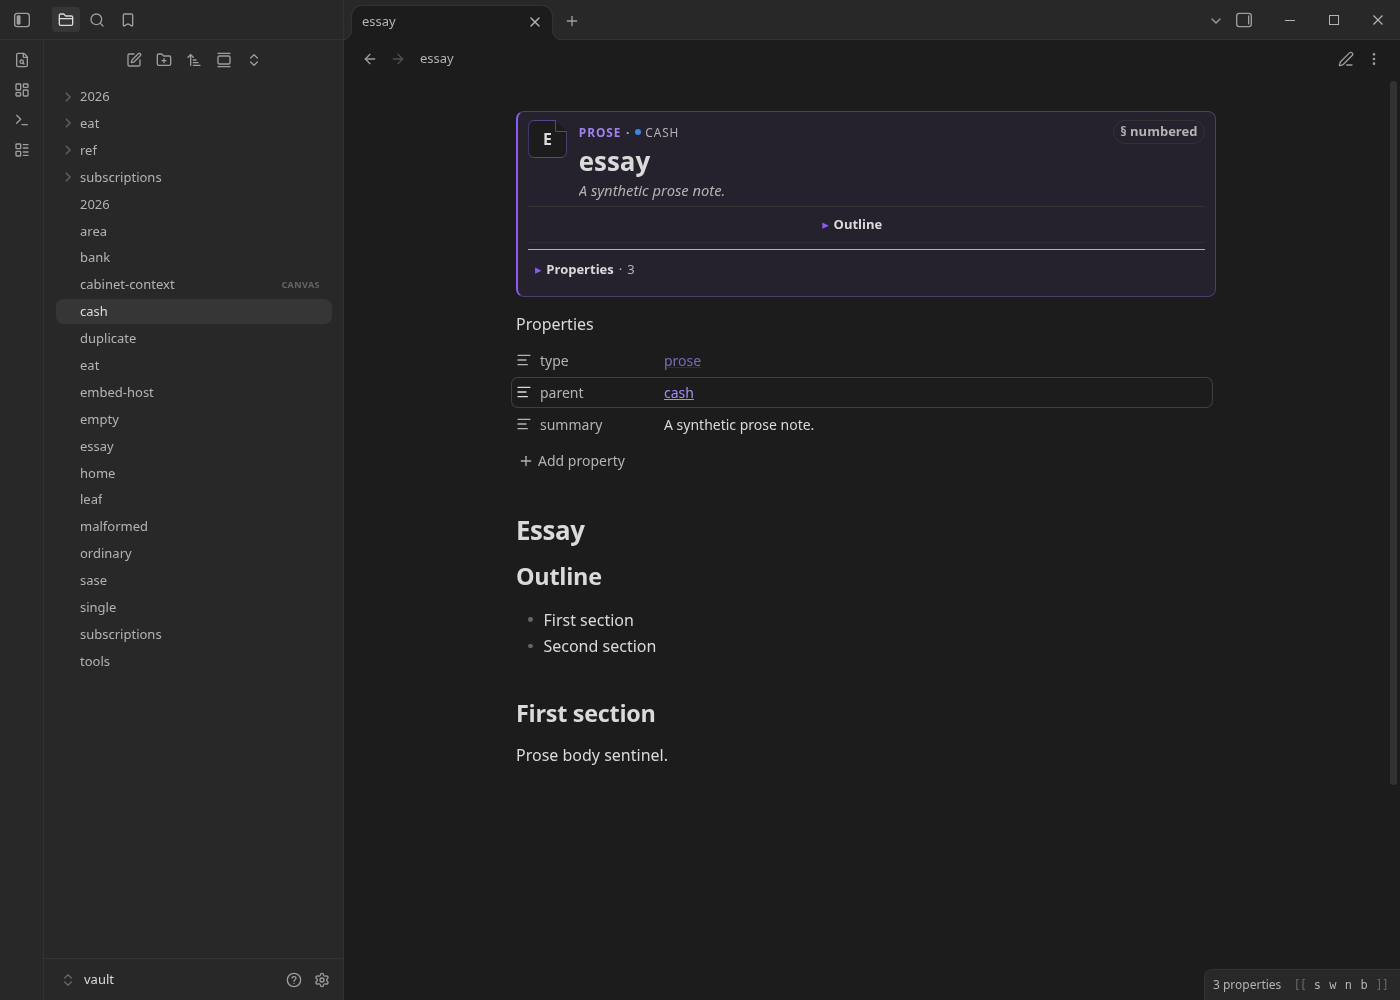 essay
essay
2026
eat
ref
subscriptions
2026
area
bank
cabinet-context CANVAS
cash
duplicate
eat
embed-host
empty
essay
home
leaf
malformed
ordinary
sase
single
subscriptions
tools
vault
E
PROSE · CASH
§ numbered
essay
A synthetic prose note.
▸ Outline
▸ Properties · 3
Properties
type prose
parent cash
summary A synthetic prose note.
Add property
Essay
Outline
• First section
• Second section
First section
Prose body sentinel.
3 properties [[ s w n b ]]